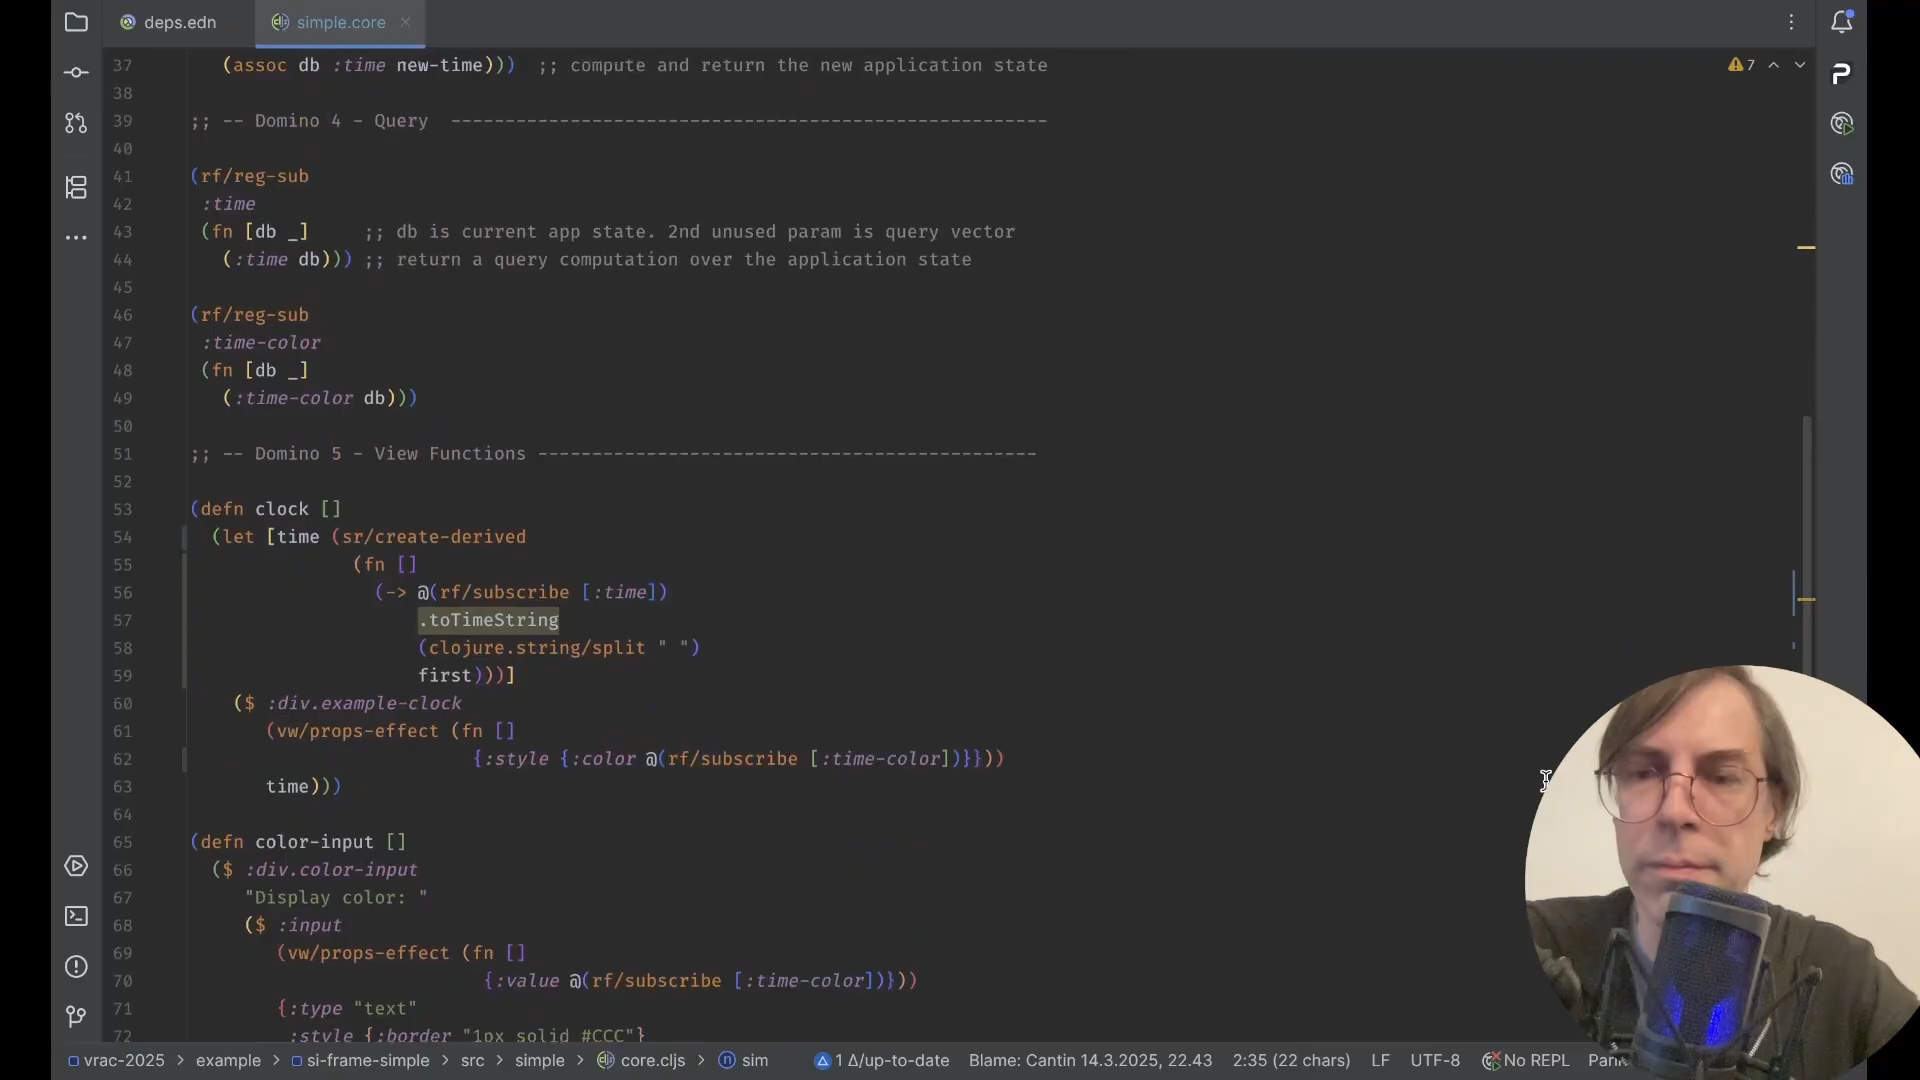 deps.edn
simple.core
37 (assoc db :time new-time))) ;; compute and return the new application state
7
38
39 ;; -- Domino 4 - Query -------------------------------------------------------
40
41 (rf/reg-sub
42 :time
43 (fn [db _] ;; db is current app state. 2nd unused param is query vector
44 (:time db))) ;; return a query computation over the application state
45
46 (rf/reg-sub
47 :time-color
48 (fn [db _]
49 (:time-color db)))
50
51 ;; -- Domino 5 - View Functions ----------------------------------------------
52
53 (defn clock []
54 (let [time (sr/create-derived
55 (fn []
56 (-> @(rf/subscribe [:time])
57 .toTimeString
58 (clojure.string/split " ")
59 first)))]
60 ($ :div.example-clock
61 (vw/props-effect (fn []
62 {:style {:color @(rf/subscribe [:time-color])}}))
63 time)))
64
65 (defn color-input []
66 ($ :div.color-input
67 "Display color: "
68 ($ :input
69 (vw/props-effect (fn []
70 {:value @(rf/subscribe [:time-color])}))
71 {:type "text"
72 :style {:border "1px solid #CCC"}
vrac-2025 > example > si-frame-simple > src > simple > core.cljs > sim 1 Δ/up-to-date Blame: Cantin 14.3.2025, 22.43 2:35 (22 chars) LF UTF-8 No REPL